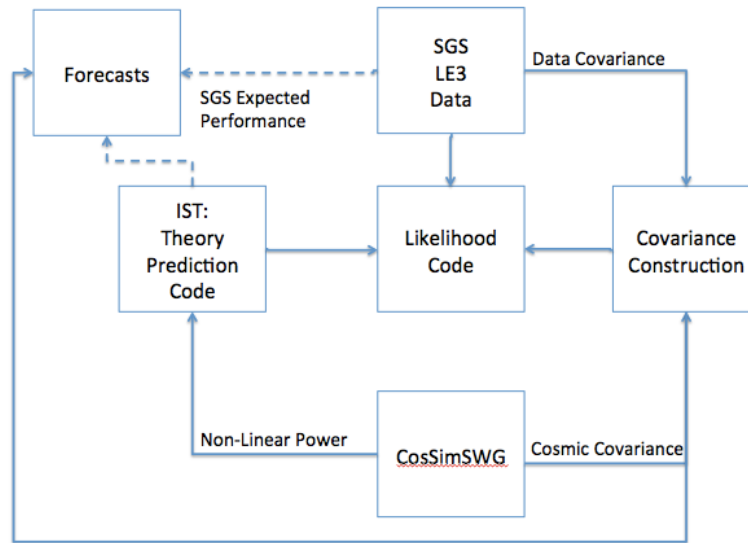 Forecasts
SGS
LE3
Data
Data Covariance
SGS Expected
Performance
IST:
Theory
Prediction
Code
Likelihood
Code
Covariance
Construction
Non-Linear Power
CosSimSWG
Cosmic Covariance